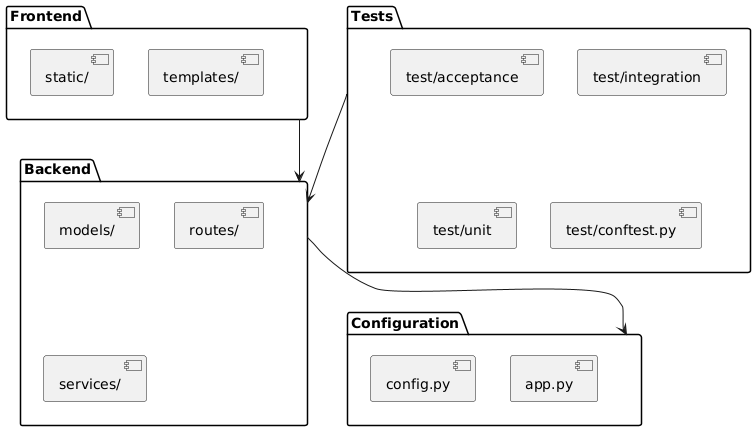 Frontend
static/
templates/
Tests
test/acceptance
test/integration
test/unit
test/conftest.py
Backend
models/
routes/
services/
Configuration
config.py
app.py